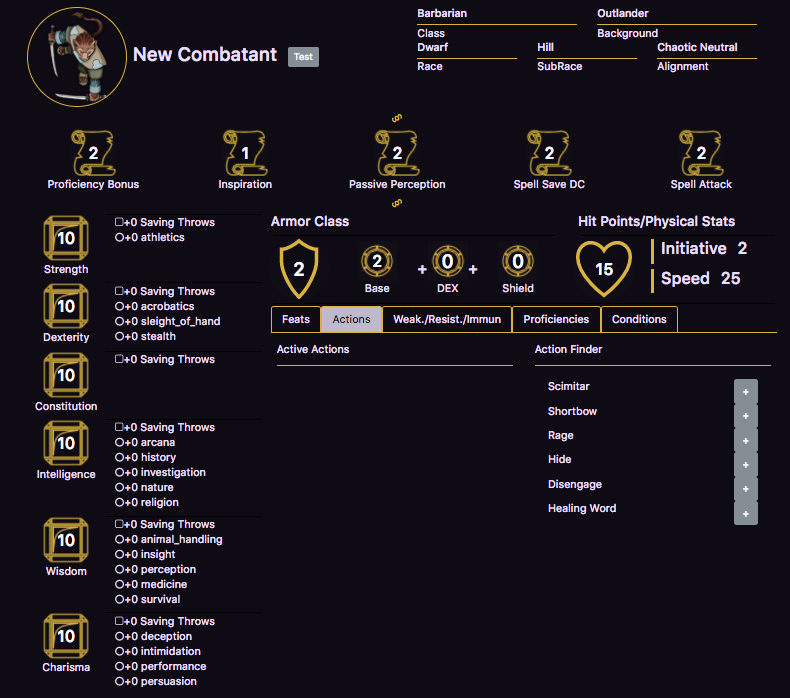 Barbarian Outlander
Class Background
Dwarf Hill Chaotic Neutral
Race SubRace Alignment
New Combatant Test
2 1 2 2 2
Proficiency Bonus Inspiration Passive Perception Spell Save DC Spell Attack
10
Strength
+0 Saving Throws
+0 athletics
10
Dexterity
+0 Saving Throws
+0 acrobatics
+0 sleight_of_hand
+0 stealth
10
Constitution
+0 Saving Throws
10
Intelligence
+0 Saving Throws
+0 arcana
+0 history
+0 investigation
+0 nature
+0 religion
10
Wisdom
+0 Saving Throws
+0 animal_handling
+0 insight
+0 perception
+0 medicine
+0 survival
10
Charisma
+0 Saving Throws
+0 deception
+0 intimidation
+0 performance
+0 persuasion
Armor Class
2 2 + 0 + 0
Base DEX Shield
Hit Points/Physical Stats
15
Initiative 2
Speed 25
Feats Actions Weak./Resist./Immun Proficiencies Conditions
Active Actions
Action Finder
Scimitar +
Shortbow +
Rage +
Hide +
Disengage +
Healing Word +